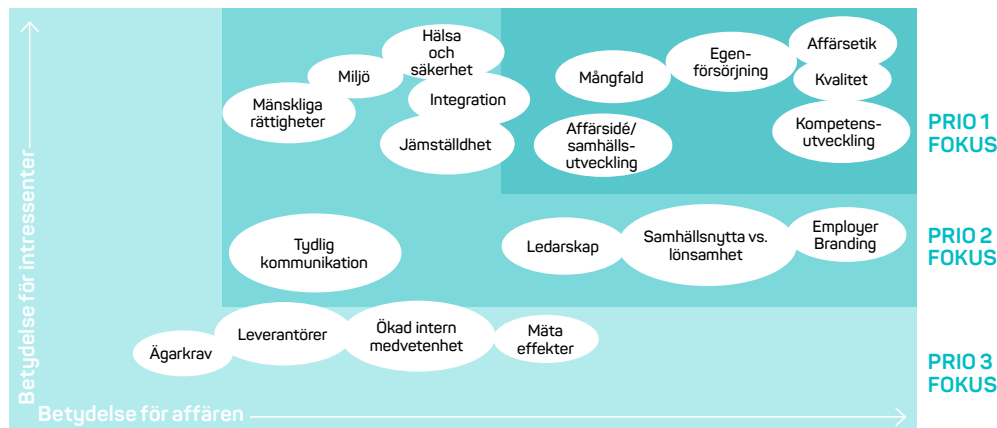 Hälsa
och
säkerhet
Miljö
Mänskliga
rättigheter
Integration
Jämställdhet
Mångfald
Egen-
försörjning
Affärsetik
Kvalitet
Affärsidé/
samhälls-
utveckling
Kompetens-
utveckling
PRIO 1
FOKUS
Tydlig
kommunikation
Ledarskap
Samhällsnytta vs.
lönsamhet
Employer
Branding
PRIO 2
FOKUS
Ägarkrav
Leverantörer
Ökad intern
medvetenhet
Mäta
effekter
PRIO 3
FOKUS
Betydelse för intressenter
Betydelse för affären